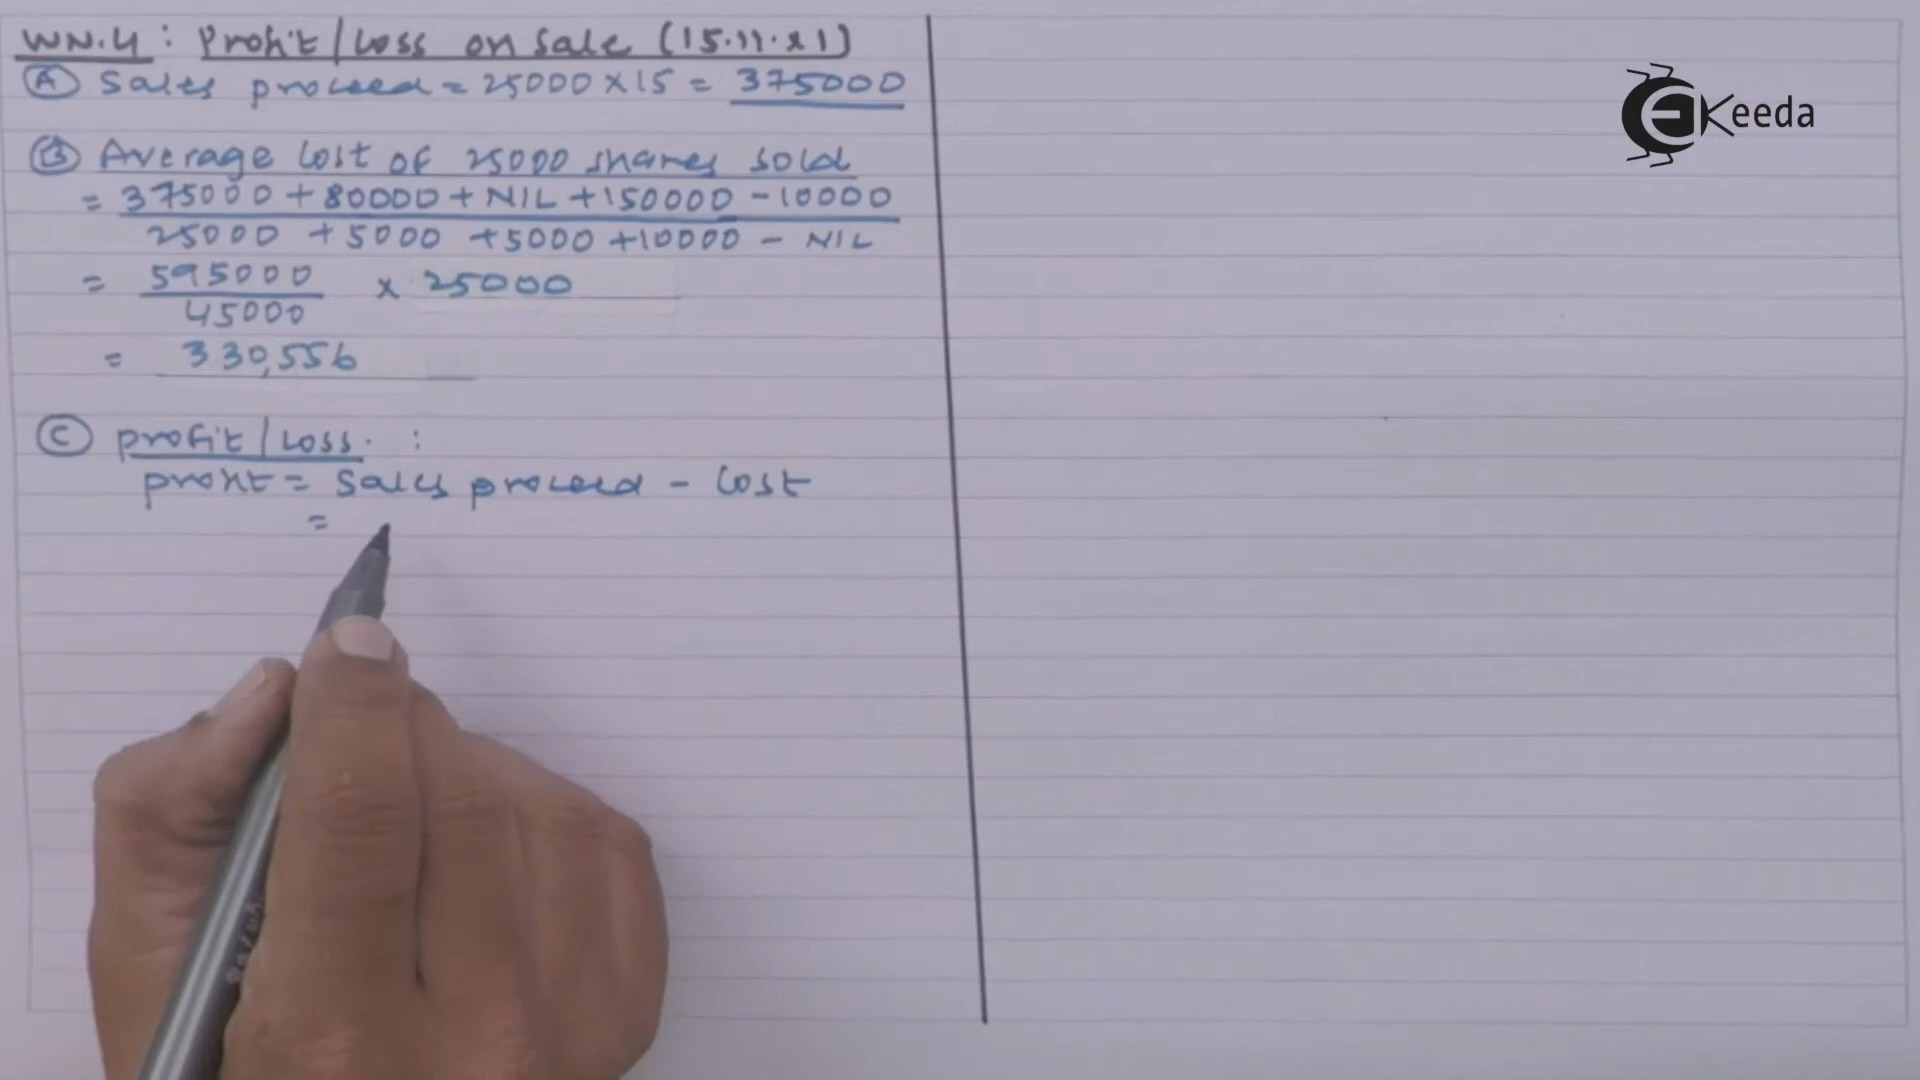 WN.4 : Profit/Loss on Sale (15.11.21)
Ⓐ Sales proceed = 25000 × 15 = 375000
Ⓑ Average Cost of 25000 shares sold
= 375000 + 80000 + NIL + 150000 - 10000
25000 + 5000 + 5000 + 10000 - NIL
= 595000 × 25000
45000
= 330,556
Ⓒ profit / Loss. :
profit = Sales proceed - Cost
=
EKeeda